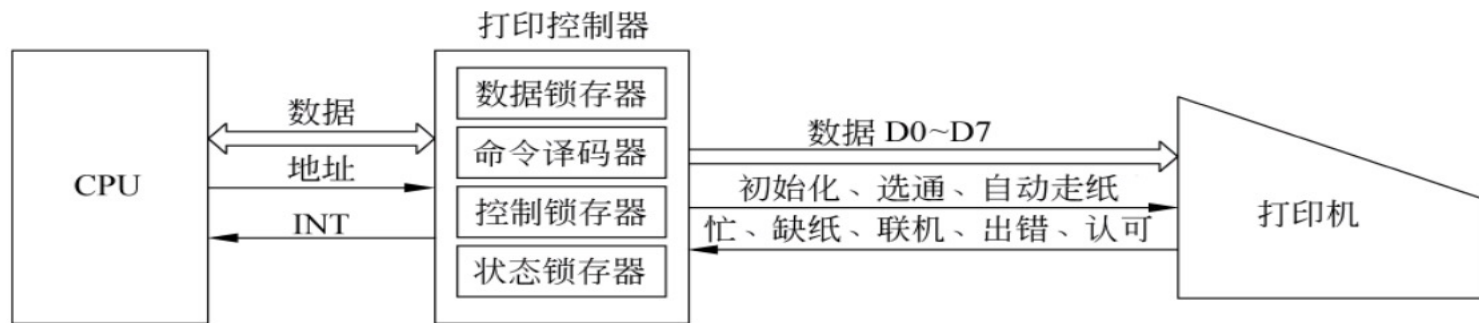 打印控制器
CPU
数据
地址
INT
数据锁存器
命令译码器
控制锁存器
状态锁存器
数据 D0~D7
初始化、选通、自动走纸
忙、缺纸、联机、出错、认可
打印机